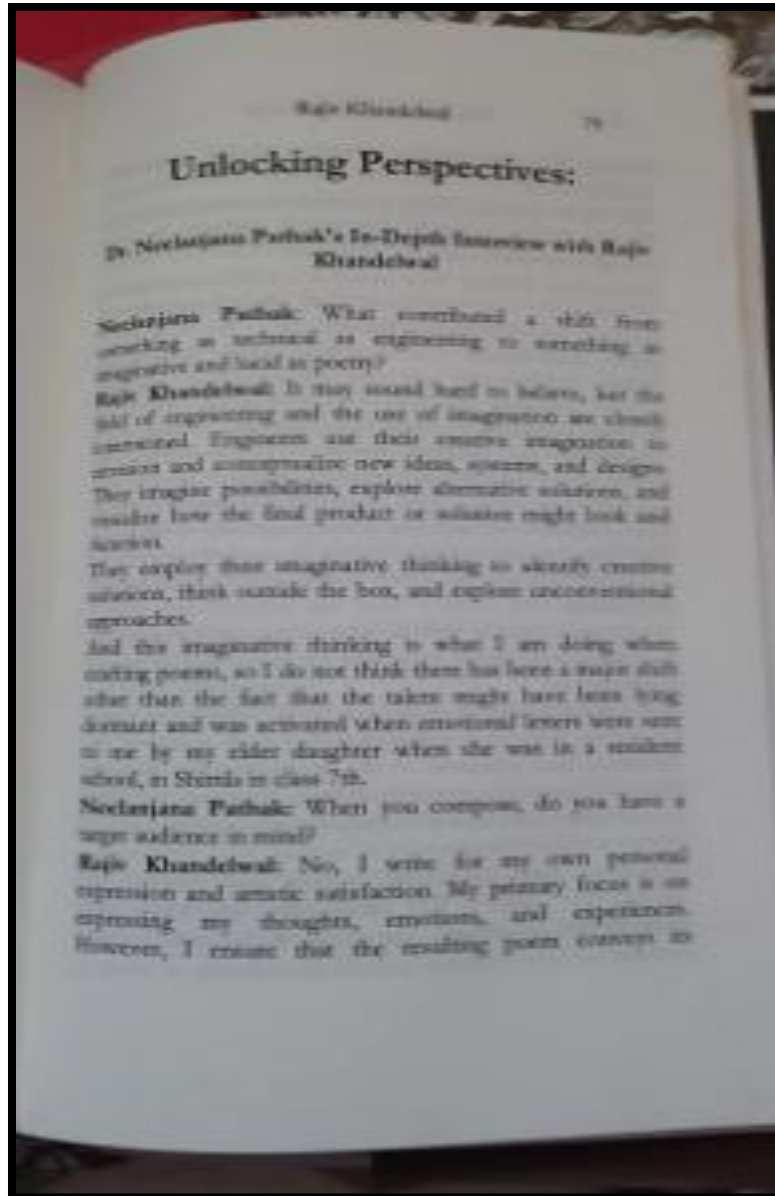 Rajiv Khandelwal 79
Unlocking Perspectives:
Dr. Neelanjana Pathak's In-Depth Interview with Rajiv
Khandelwal
Neelanjana Pathak: What contributed a shift from
something as technical as engineering to something as
imaginative and lucid as poetry?
Rajiv Khandelwal: It may sound hard to believe, but the
field of engineering and the use of imagination are closely
intertwined. Engineers use their creative imagination to
envision and conceptualize new ideas, systems, and designs.
They imagine possibilities, explore alternative solutions, and
visualize how the final product or solution might look and
function.
They employ their imaginative thinking to identify creative
solutions, think outside the box, and explore unconventional
approaches.
And this imaginative thinking is what I am doing when
crafting poems, so I do not think there has been a major shift
other than the fact that the talent might have been lying
dormant and was activated when emotional letters were sent
to me by my elder daughter when she was in a resident
school, in Shimla in class 7th.
Neelanjana Pathak: When you compose, do you have a
target audience in mind?
Rajiv Khandelwal: No, I write for my own personal
expression and artistic satisfaction. My primary focus is on
expressing my thoughts, emotions, and experiences.
However, I ensure that the resulting poem conveys its